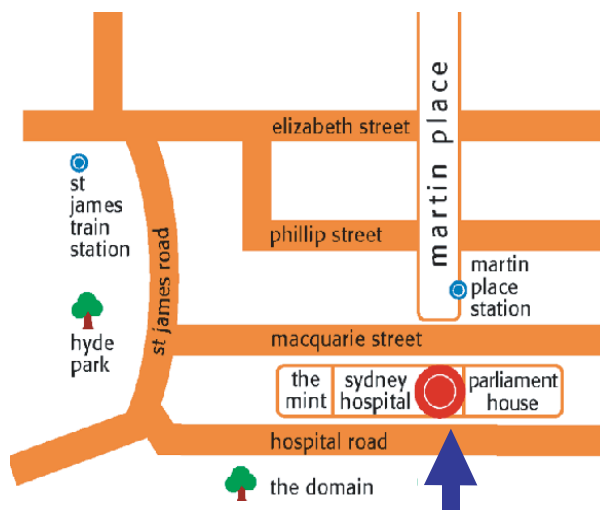 elizabeth street
martin place
st
james
train
station
phillip street
martin
place
station
st james road
hyde
park
macquarie street
the
mint
sydney
hospital
parliament
house
hospital road
the domain